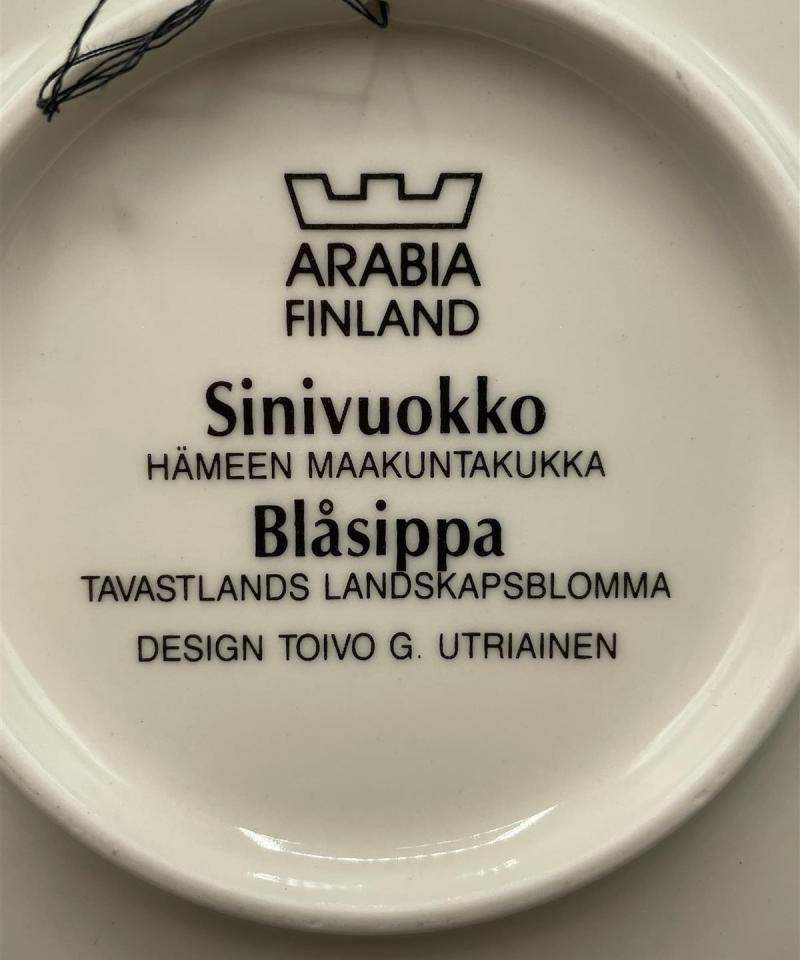 ARABIA
FINLAND
Sinivuokko
HÄMEEN MAAKUNTAKUKKA
Blåsippa
TAVASTLANDS LANDSKAPSBLOMMA
DESIGN TOIVO G. UTRIAINEN